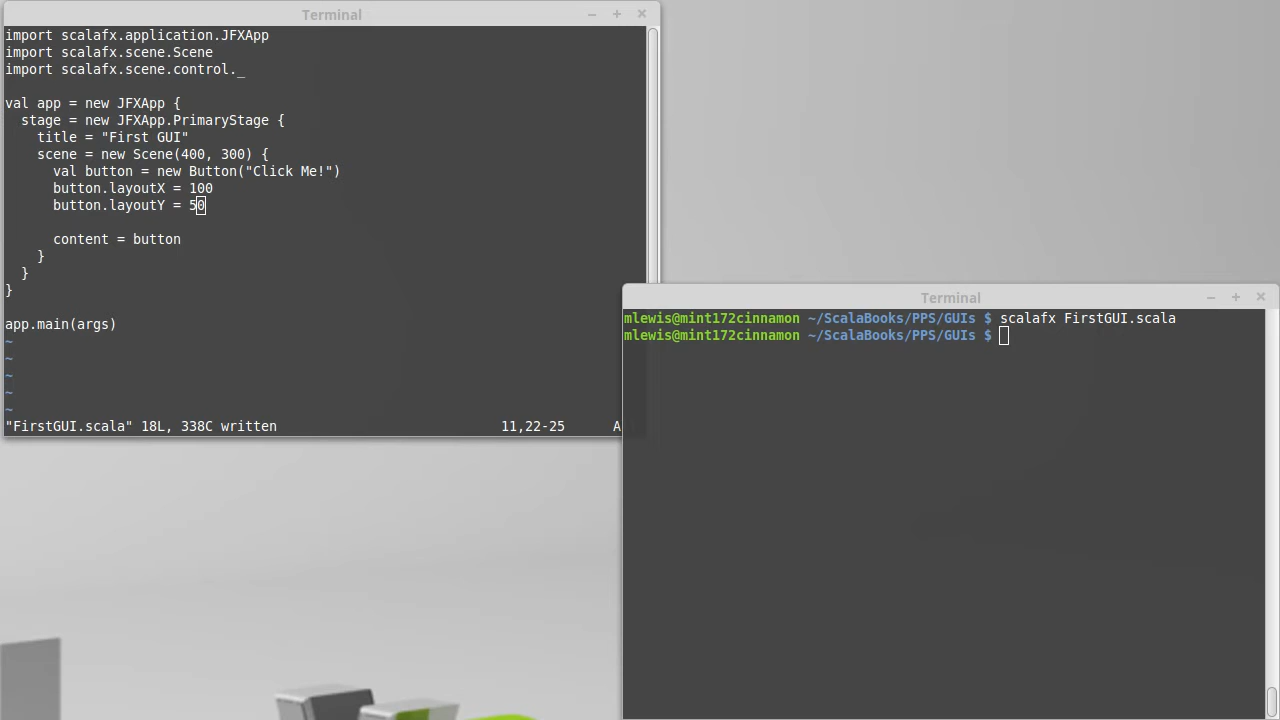 Terminal
import scalafx.application.JFXApp
import scalafx.scene.Scene
import scalafx.scene.control._
val app = new JFXApp {
stage = new JFXApp.PrimaryStage {
title = "First GUI"
scene = new Scene(400, 300) {
val button = new Button("Click Me!")
button.layoutX = 100
button.layoutY = 50
content = button
}
}
}
app.main(args)
~
~
~
~
~
"FirstGUI.scala" 18L, 338C written 11,22-25
Terminal
mlewis@mint172cinnamon ~/ScalaBooks/PPS/GUIs $ scalafx FirstGUI.scala
mlewis@mint172cinnamon ~/ScalaBooks/PPS/GUIs $